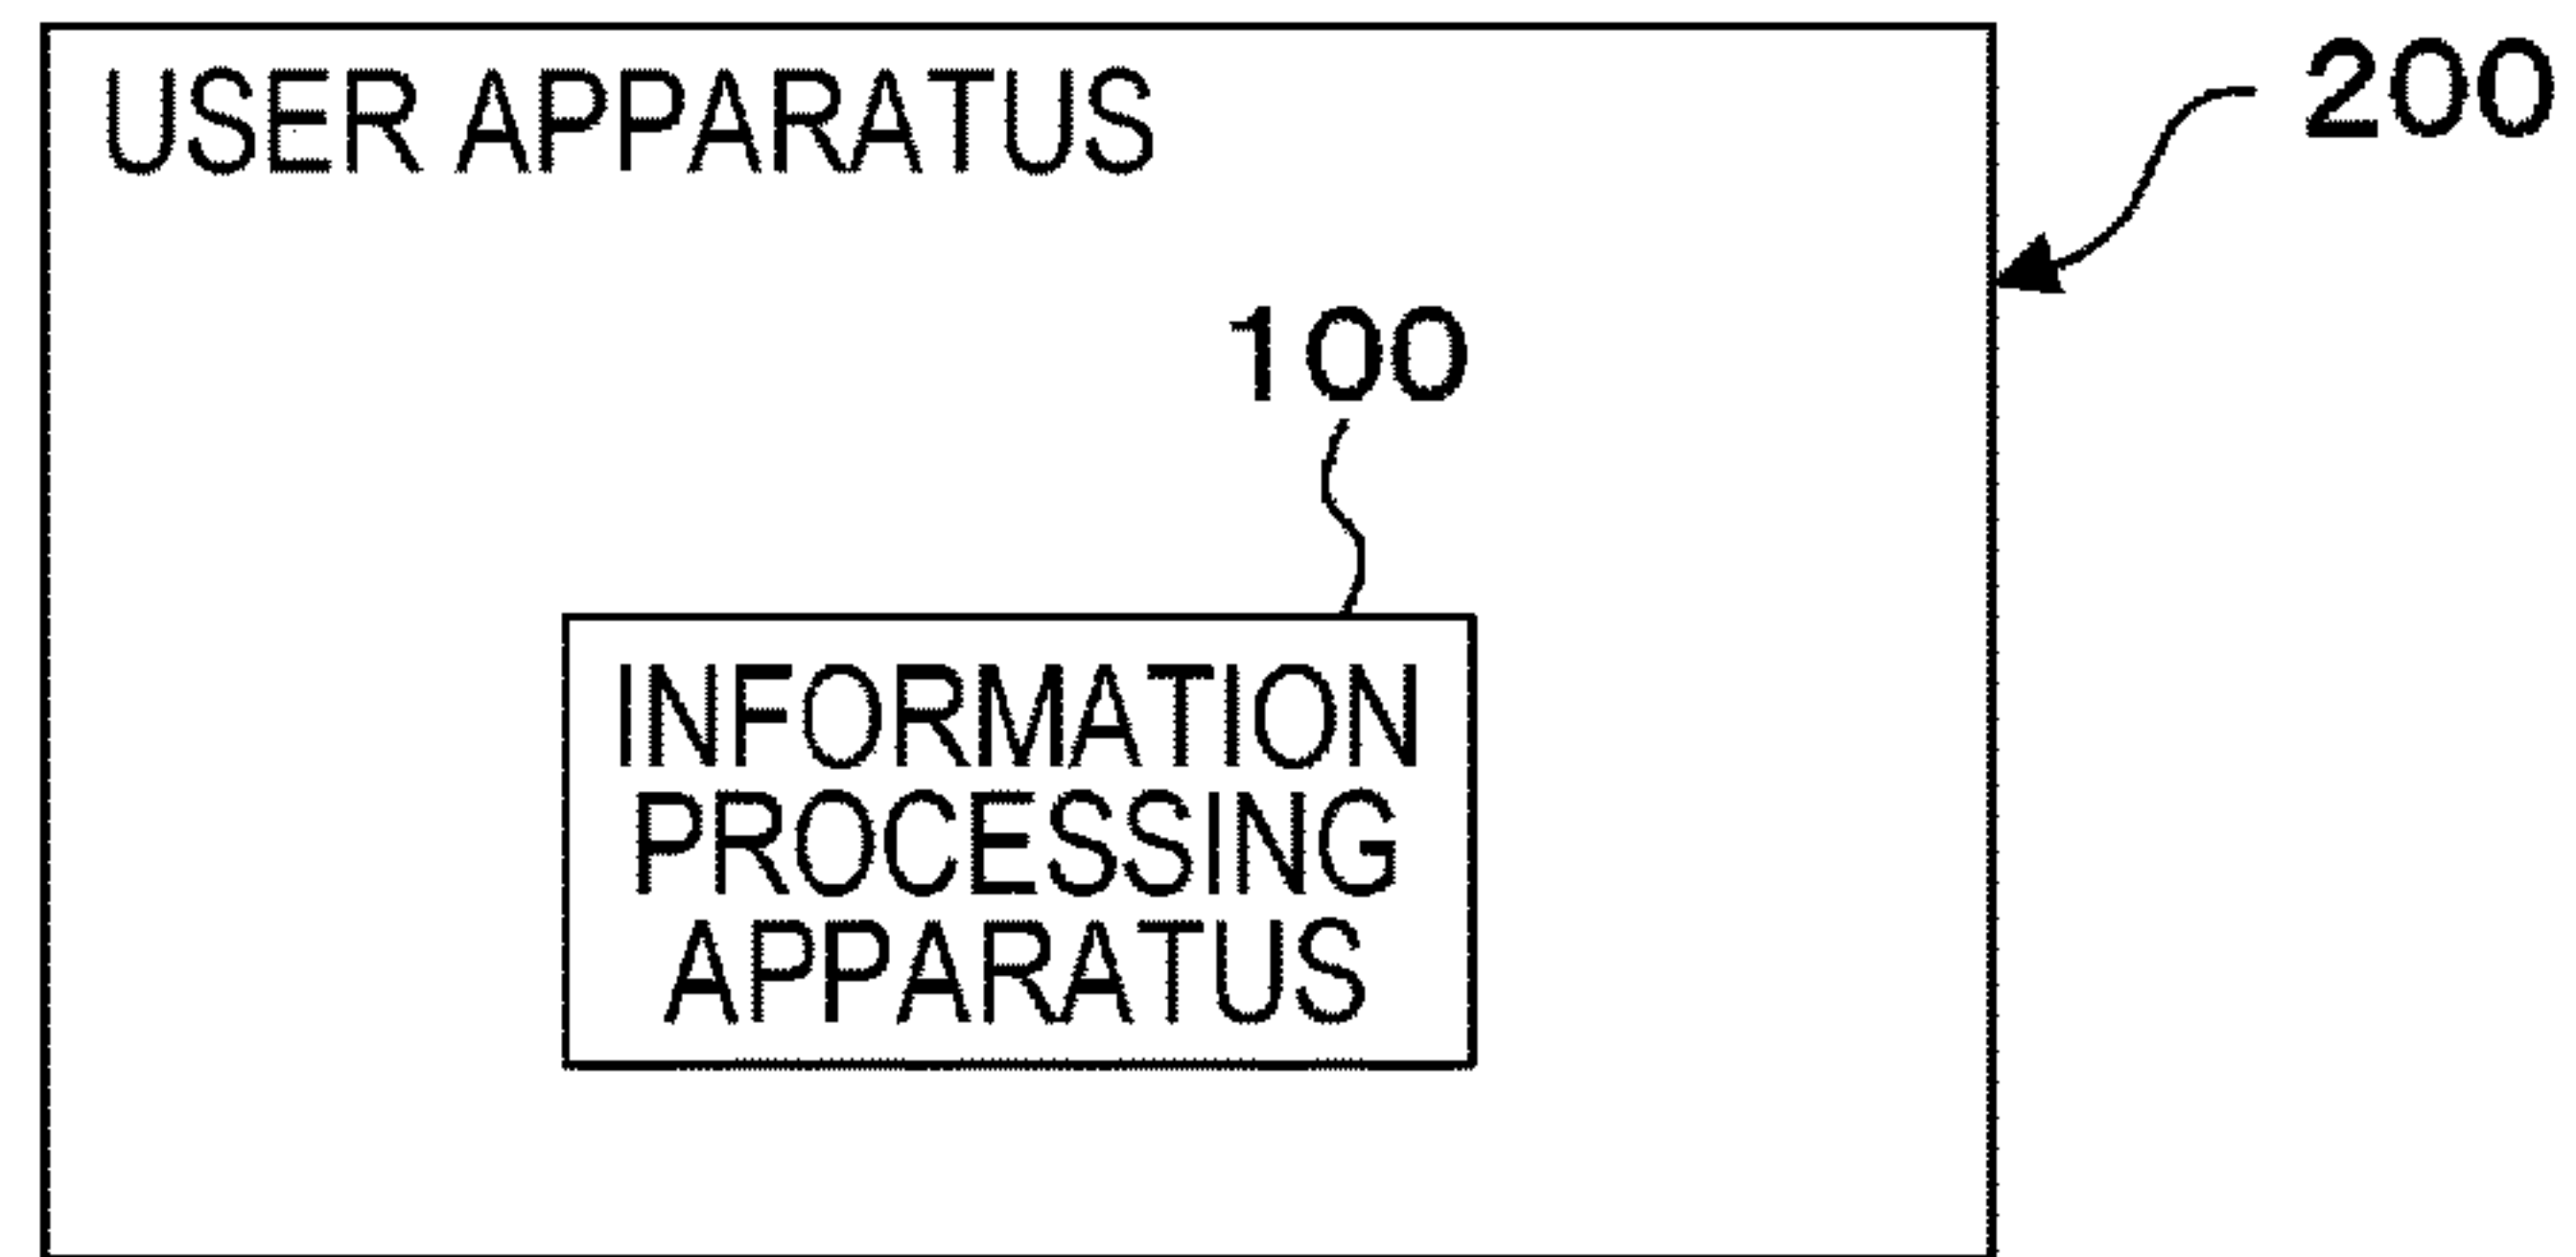 USER APPARATUS
200
100
INFORMATION
PROCESSING
APPARATUS